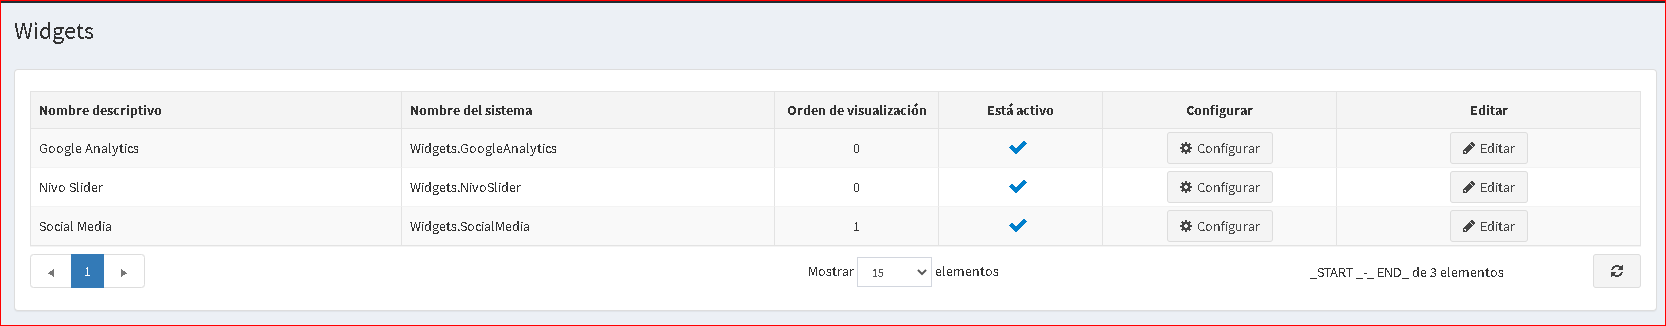 Widgets
Nombre descriptivo Nombre del sistema Orden de visualización Está activo Configurar Editar
Google Analytics Widgets.GoogleAnalytics 0 Configurar Editar
Nivo Slider Widgets.NivoSlider 0 Configurar Editar
Social Media Widgets.SocialMedia 1 Configurar Editar
1 Mostrar 15 elementos _START _-_ END_ de 3 elementos